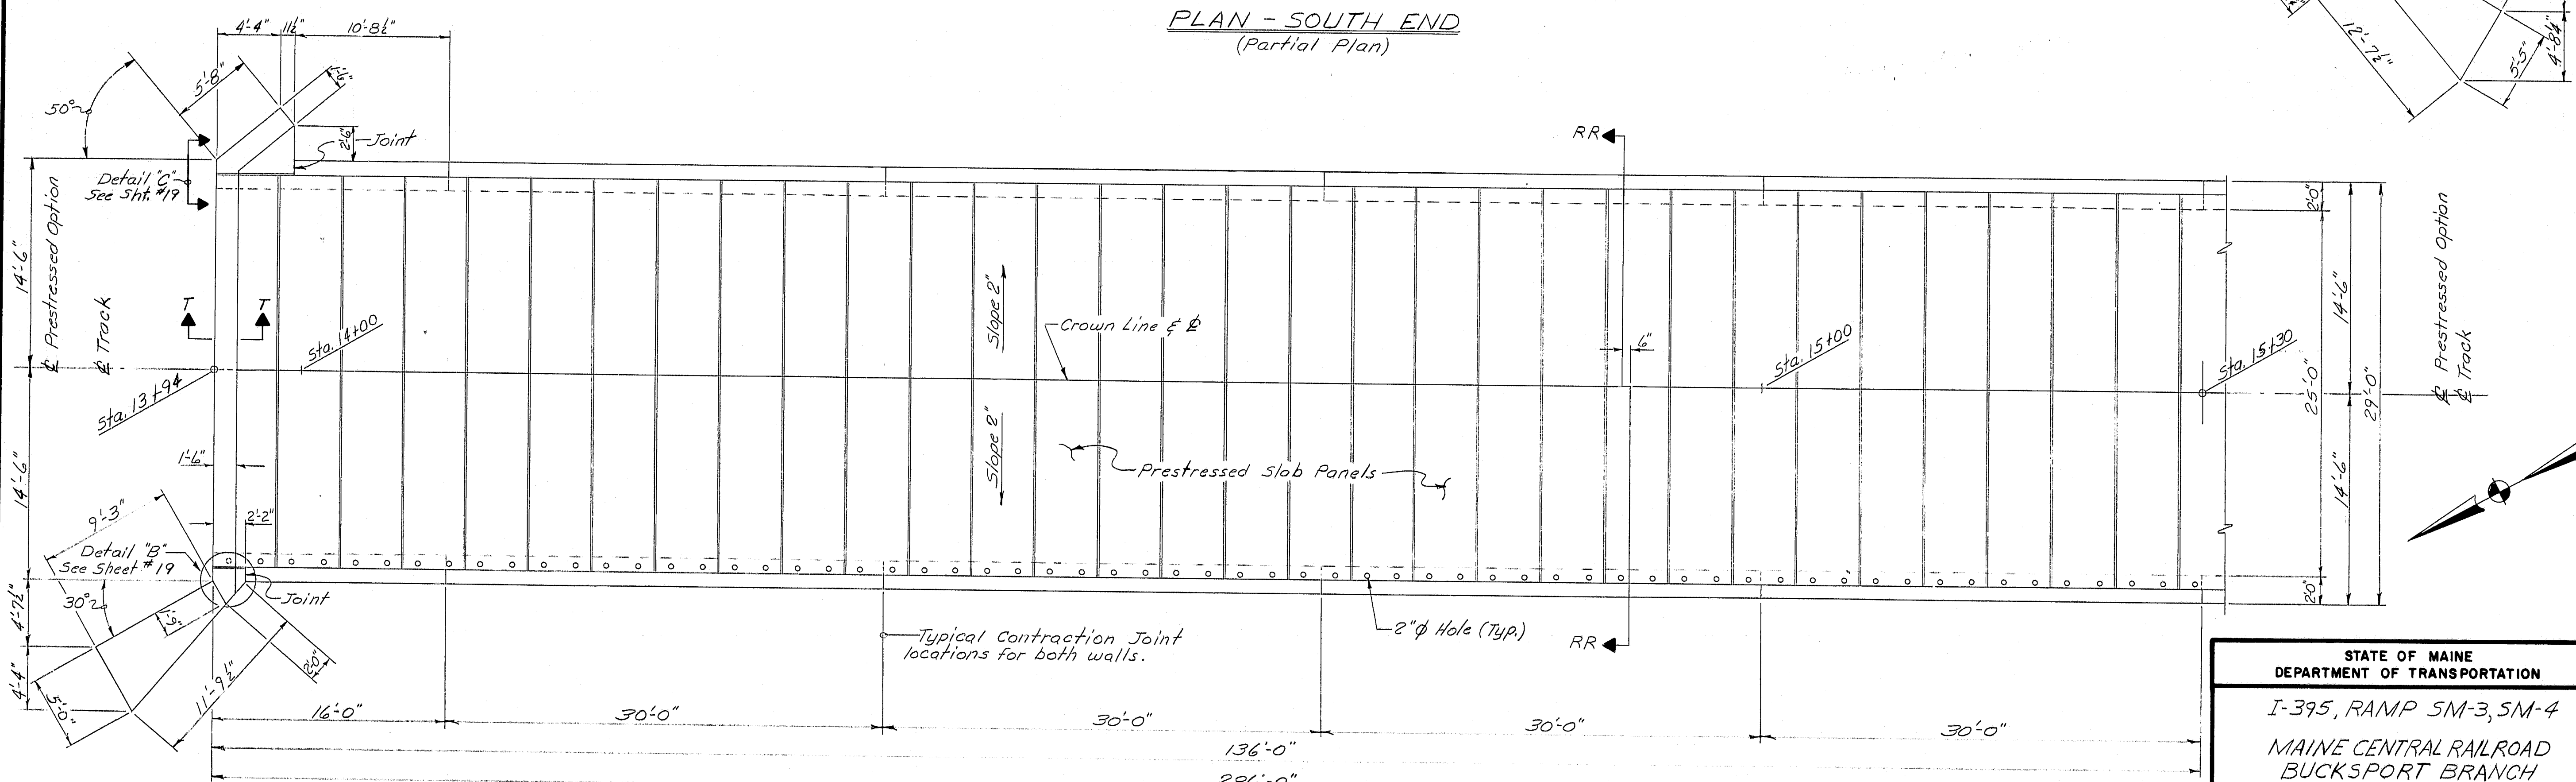 PLAN - SOUTH END
(Partial Plan)
4'-4"
11½"
10'-8½"
5'-8"
1'-6"
50°
2'-6"
Joint
Detail "C"
See Sht. #19
12'-7½"
5'-5"
4'-8¼"
RR
14'-6"
℄ Prestressed Option
℄ Track
T
T
Sta. 14+00
Sta. 13+94
Slope 2"
Slope 2"
Crown Line & ℄
6"
Sta. 15+00
Sta. 15+30
2'-0"
14'-6"
25'-0"
29'-0"
14'-6"
2'-0"
℄ Prestressed Option
℄ Track
Prestressed Slab Panels
14'-6"
1'-6"
9'-3"
2'-2"
Detail "B"
See Sheet #19
30°
1'-6"
Joint
4'-7½"
4'-4"
5'-0"
11'-9½"
2'-0"
Typical Contraction Joint
locations for both walls.
2"ϕ Hole (Typ.)
RR
16'-0"
30'-0"
30'-0"
30'-0"
30'-0"
136'-0"
STATE OF MAINE
DEPARTMENT OF TRANSPORTATION
I-395, RAMP SM-3, SM-4
MAINE CENTRAL RAILROAD
BUCKSPORT BRANCH